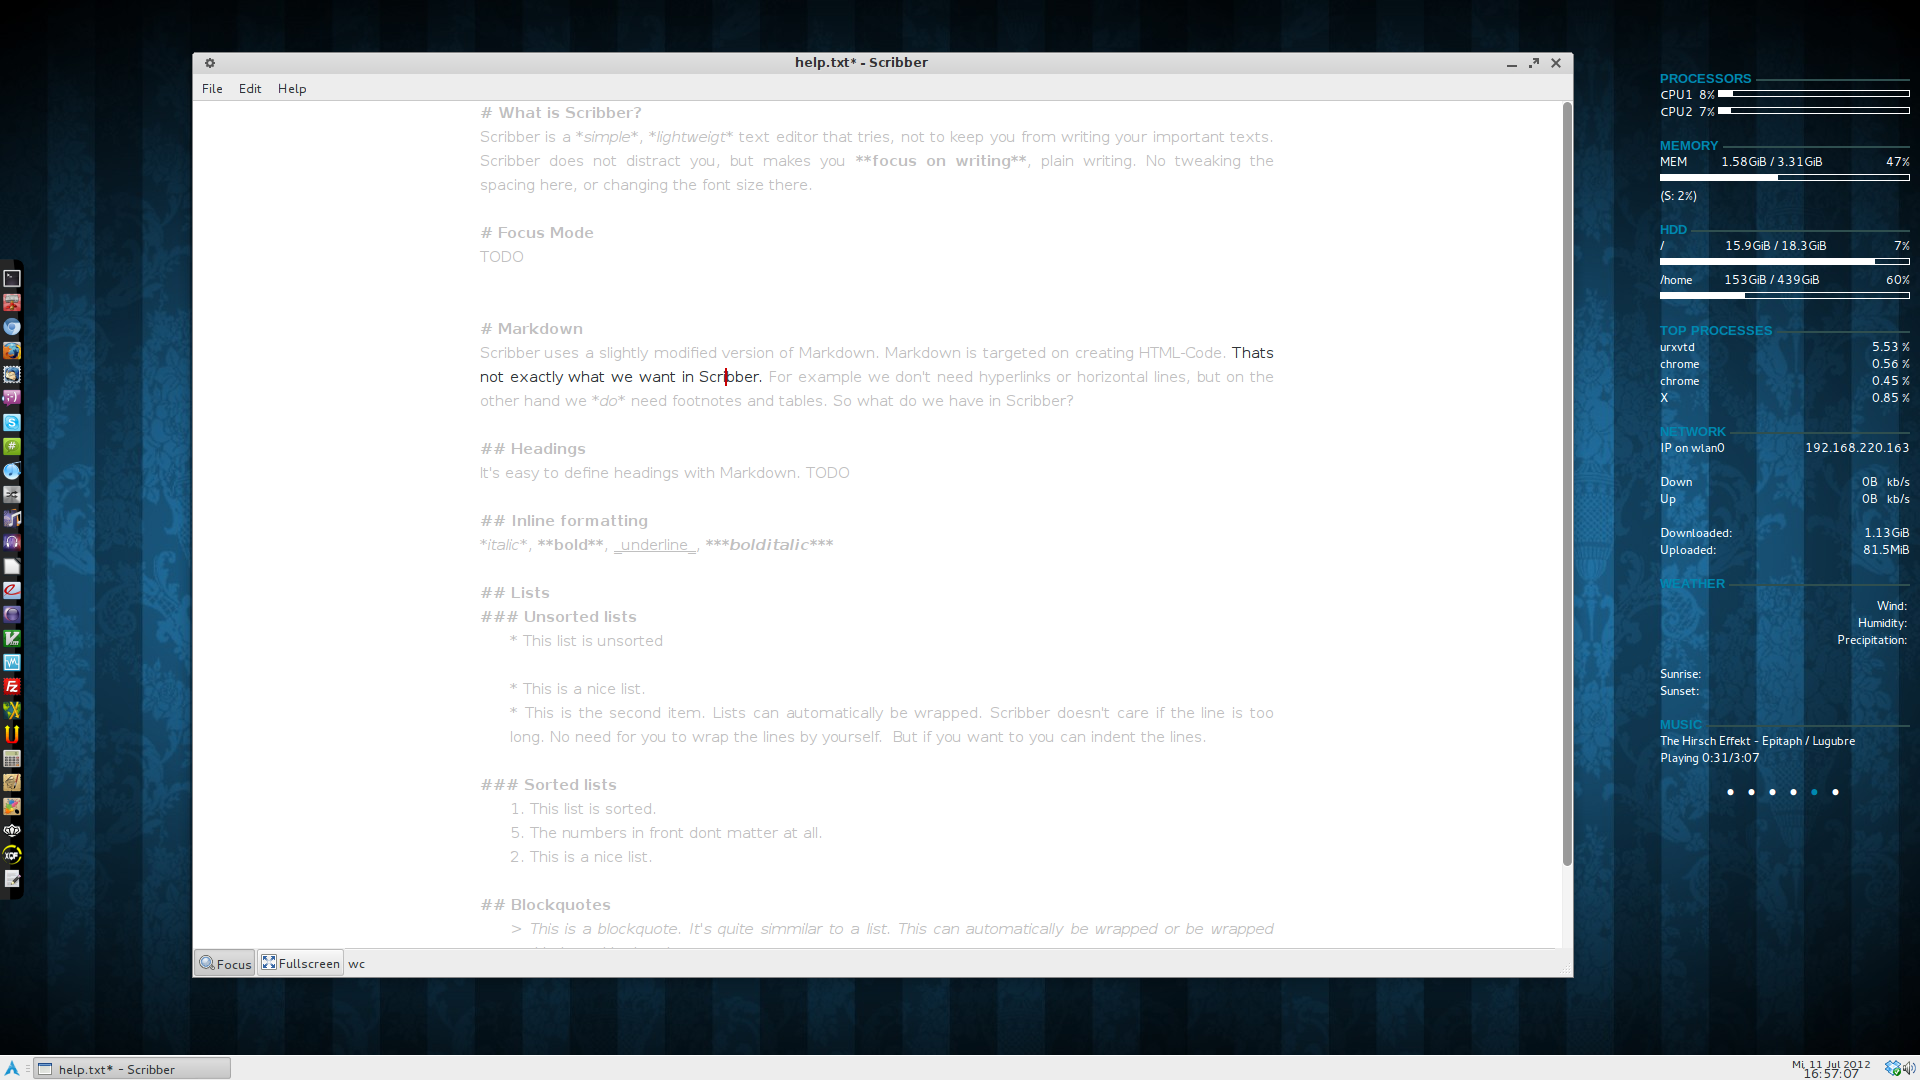 help.txt* - Scribber
File Edit Help
# What is Scribber?
Scribber is a *simple*, *lightweigt* text editor that tries, not to keep you from writing your important texts.
Scribber does not distract you, but makes you **focus on writing**, plain writing. No tweaking the
spacing here, or changing the font size there.
# Focus Mode
TODO
# Markdown
Scribber uses a slightly modified version of Markdown. Markdown is targeted on creating HTML-Code. Thats
not exactly what we want in Scribber. For example we don't need hyperlinks or horizontal lines, but on the
other hand we *do* need footnotes and tables. So what do we have in Scribber?
## Headings
It's easy to define headings with Markdown. TODO
## Inline formatting
*italic*, **bold**, _underline_, ***bolditalic***
## Lists
### Unsorted lists
* This list is unsorted
* This is a nice list.
* This is the second item. Lists can automatically be wrapped. Scribber doesn't care if the line is too
long. No need for you to wrap the lines by yourself.  But if you want to you can indent the lines.
### Sorted lists
1. This list is sorted.
5. The numbers in front dont matter at all.
2. This is a nice list.
## Blockquotes
> This is a blockquote. It's quite simmilar to a list. This can automatically be wrapped or be wrapped
Focus Fullscreen wc
PROCESSORS
CPU1 8%
CPU2 7%
MEMORY
MEM 1.58GiB / 3.31GiB 47%
(S: 2%)
HDD
/ 15.9GiB / 18.3GiB 7%
/home 153GiB / 439GiB 60%
TOP PROCESSES
urxvtd 5.53 %
chrome 0.56 %
chrome 0.45 %
X 0.85 %
NETWORK
IP on wlan0 192.168.220.163
Down 0B kb/s
Up 0B kb/s
Downloaded: 1.13GiB
Uploaded: 81.5MiB
WEATHER
Wind:
Humidity:
Precipitation:
Sunrise:
Sunset:
MUSIC
The Hirsch Effekt - Epitaph / Lugubre
Playing 0:31/3:07
help.txt* - Scribber
Mi, 11 Jul 2012
16:57:07